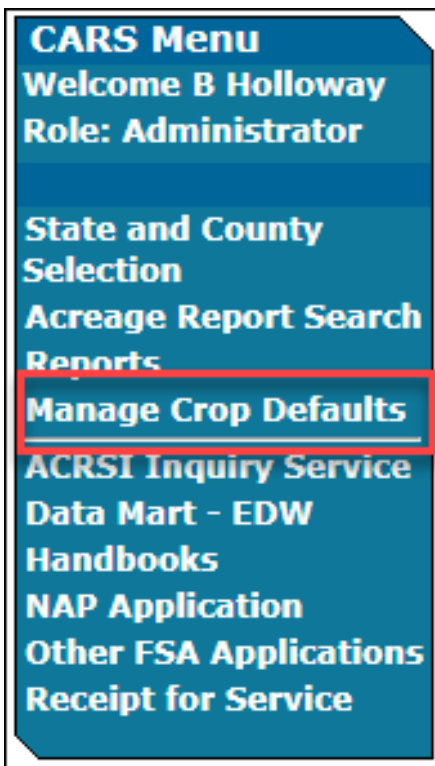 CARS Menu
Welcome B Holloway
Role: Administrator
State and County
Selection
Acreage Report Search
Reports
Manage Crop Defaults
ACRSI Inquiry Service
Data Mart - EDW
Handbooks
NAP Application
Other FSA Applications
Receipt for Service